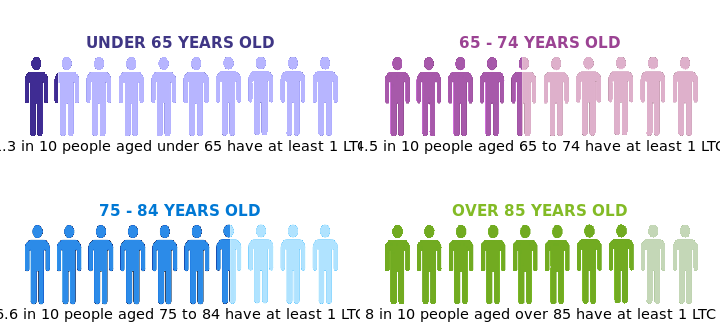 UNDER 65 YEARS OLD
65 - 74 YEARS OLD
.3 in 10 people aged under 65 have at least 1
.5 in 10 people aged 65 to 74 have at least 1 LTC
75 - 84 YEARS OLD
OVER 85 YEARS OLD
6.6 in 10 people aged 75 to 84 have at least 1 LTC
8 in 10 people aged over 85 have at least 1 LTC